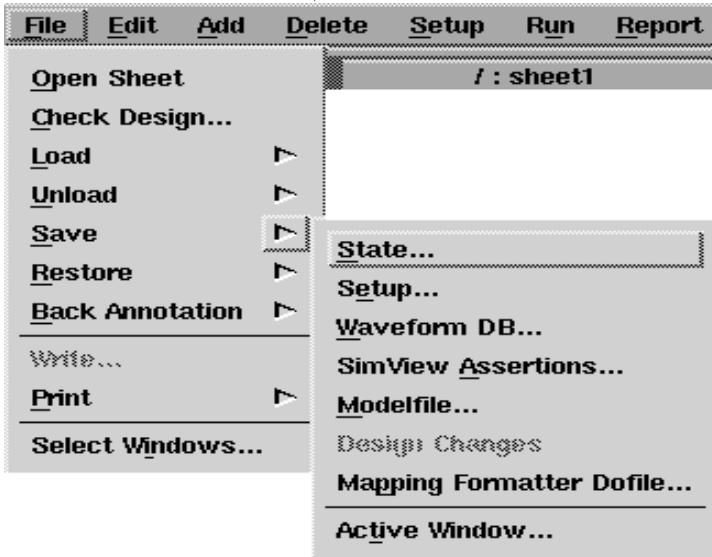 File Edit Add Delete Setup Run Report
/ : sheet1
Open Sheet
Check Design...
Load
Unload
Save
Restore
Back Annotation
Write...
Print
Select Windows...
State...
Setup...
Waveform DB...
SimView Assertions...
Modelfile...
Design Changes
Mapping Formatter Dofile...
Active Window...